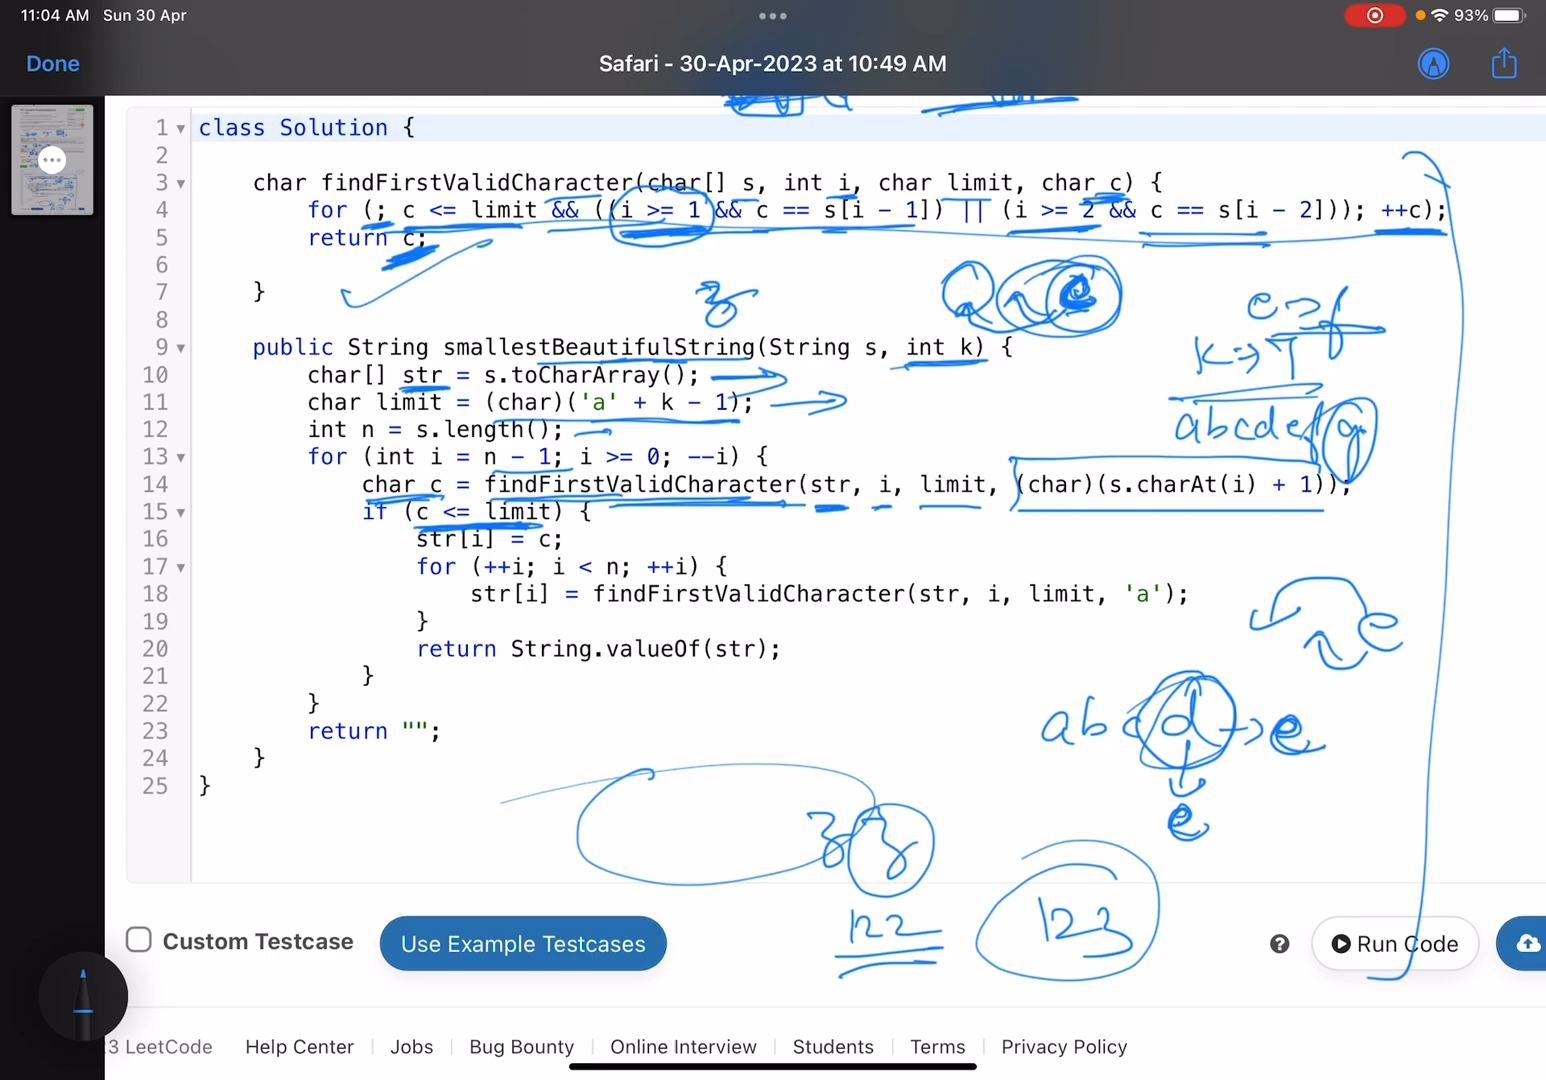 11:04 AM Sun 30 Apr
93%
Done
Safari - 30-Apr-2023 at 10:49 AM
1 class Solution {
2
3 char findFirstValidCharacter(char[] s, int i, char limit, char c) {
4 for (; c <= limit && ((i >= 1 && c == s[i - 1]) || (i >= 2 && c == s[i - 2])); ++c);
5 return c;
6
7 }
8
9 public String smallestBeautifulString(String s, int k) {
10 char[] str = s.toCharArray();
11 char limit = (char)('a' + k - 1);
12 int n = s.length();
13 for (int i = n - 1; i >= 0; --i) {
14 char c = findFirstValidCharacter(str, i, limit, (char)(s.charAt(i) + 1));
15 if (c <= limit) {
16 str[i] = c;
17 for (++i; i < n; ++i) {
18 str[i] = findFirstValidCharacter(str, i, limit, 'a');
19 }
20 return String.valueOf(str);
21 }
22 }
23 return "";
24 }
25 }
k → 7
abcdefg
e
abcd → e
e
122
123
Custom Testcase
Use Example Testcases
Run Code
3 LeetCode
Help Center
Jobs
Bug Bounty
Online Interview
Students
Terms
Privacy Policy